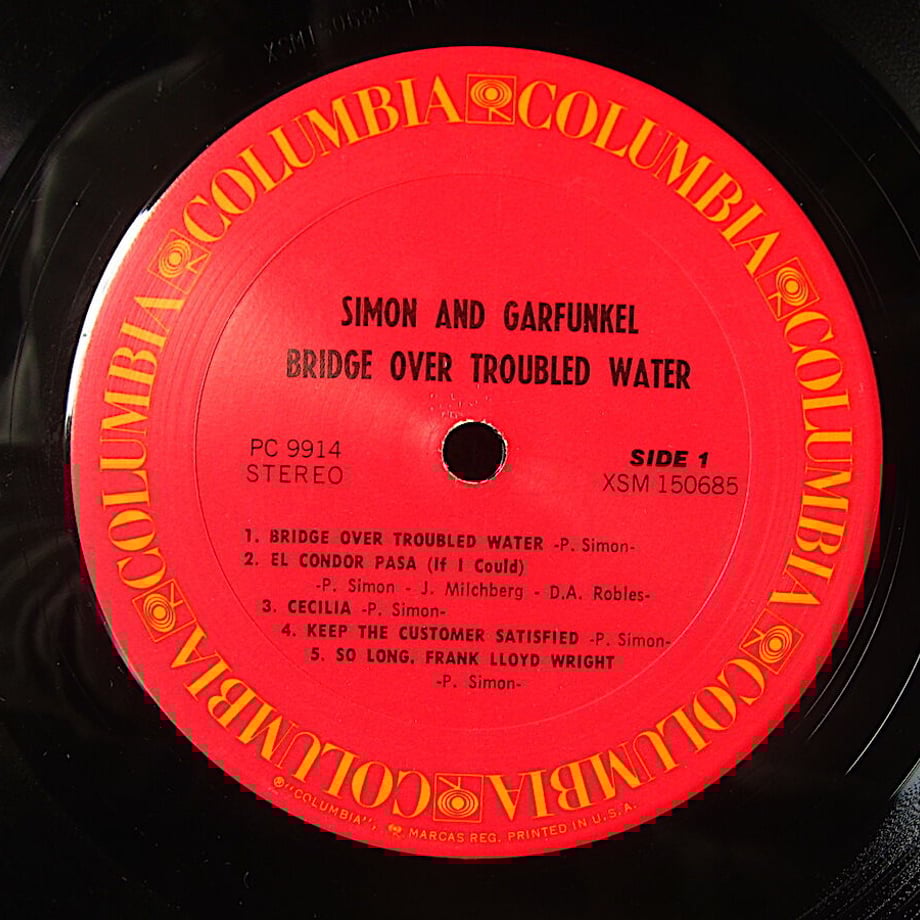 COLUMBIA COLUMBIA COLUMBIA COLUMBIA COLUMBIA COLUMBIA
SIMON AND GARFUNKEL
BRIDGE OVER TROUBLED WATER
PC 9914
STEREO
SIDE 1
XSM 150685
1. BRIDGE OVER TROUBLED WATER -P. Simon-
2. EL CONDOR PASA (If I Could)
-P. Simon - J. Milchberg - D.A. Robles-
3. CECILIA -P. Simon-
4. KEEP THE CUSTOMER SATISFIED -P. Simon-
5. SO LONG, FRANK LLOYD WRIGHT
-P. Simon-
®"COLUMBIA", MARCAS REG. PRINTED IN U.S.A.